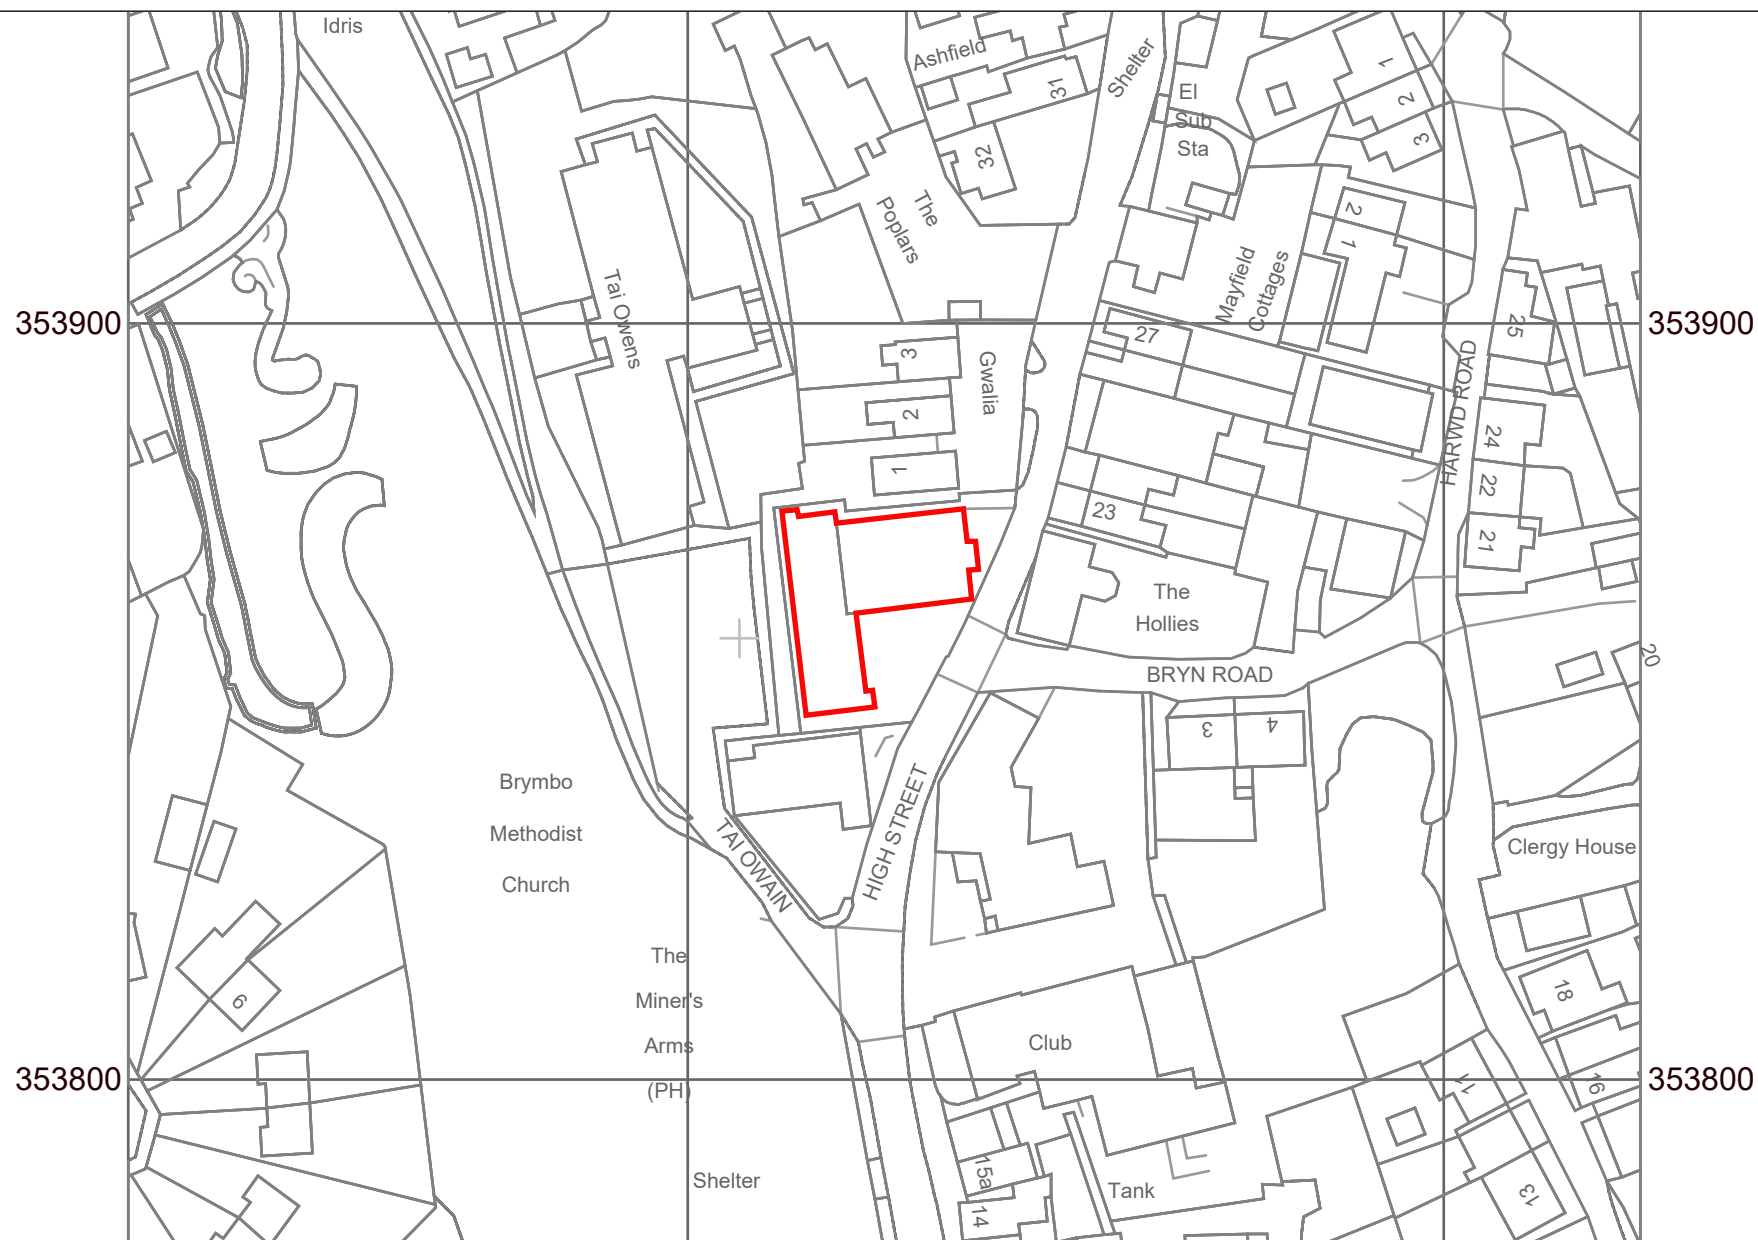 Idris
Ashfield
31
32
Shelter
El
Sub
Sta
1
2
3
The
Poplars
Tai Owens
Mayfield
Cottages
2
1
353900
353900
27
25
3
2
1
Gwalia
HARWD ROAD
24
22
21
23
The
Hollies
BRYN ROAD
20
3
4
Brymbo
Methodist
Church
TAI OWAIN
HIGH STREET
Clergy House
The
Miner's
Arms
(PH)
6
18
Club
353800
353800
11
16
13
15a
14
Shelter
Tank